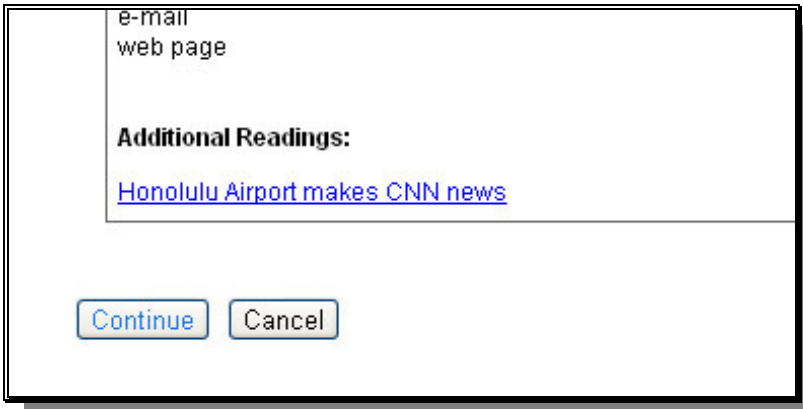 e-mail
web page
Additional Readings:
Honolulu Airport makes CNN news
Continue Cancel